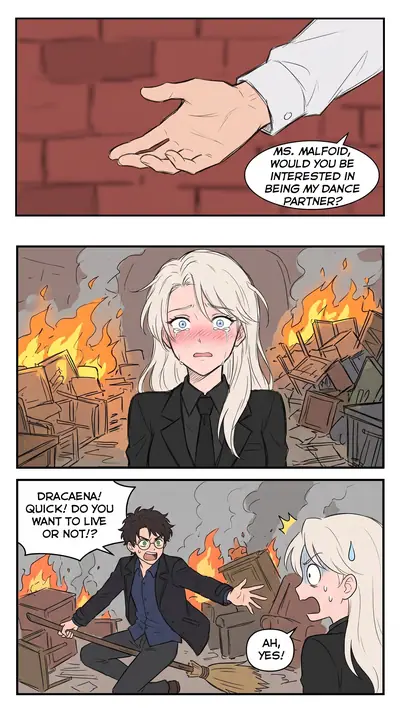 MS. MALFOID,
WOULD YOU BE
INTERESTED IN
BEING MY DANCE
PARTNER?
DRACAENA!
QUICK! DO YOU
WANT TO LIVE
OR NOT!?
AH,
YES!